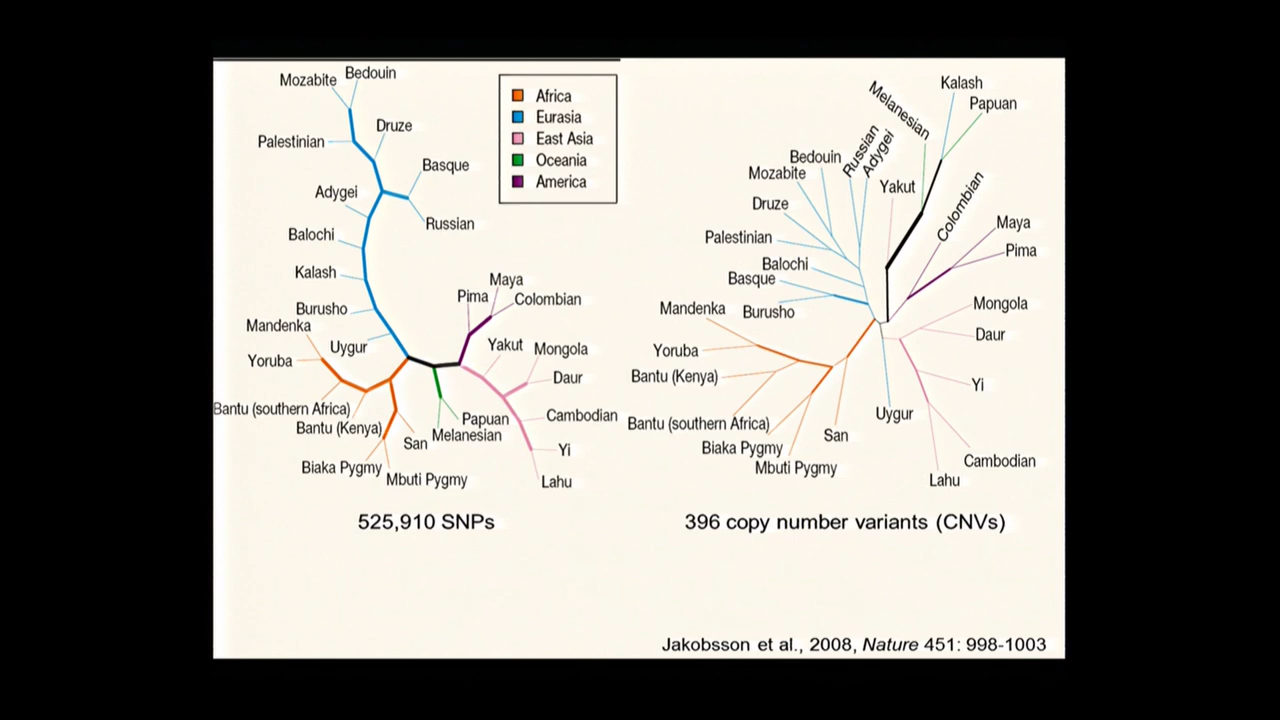 Mozabite
Bedouin
Palestinian
Druze
Basque
Adygei
Russian
Balochi
Kalash
Burusho
Mandenka
Uygur
Yoruba
Bantu (southern Africa)
Bantu (Kenya)
San
Biaka Pygmy
Mbuti Pygmy
Maya
Pima
Colombian
Yakut
Mongola
Daur
Papuan
Cambodian
Melanesian
Yi
Lahu
Africa
Eurasia
East Asia
Oceania
America
525,910 SNPs
Kalash
Papuan
Melanesian
Russian
Adygei
Bedouin
Mozabite
Yakut
Druze
Colombian
Maya
Palestinian
Pima
Balochi
Basque
Mandenka
Burusho
Mongola
Daur
Yoruba
Bantu (Kenya)
Yi
Uygur
Bantu (southern Africa)
San
Biaka Pygmy
Mbuti Pygmy
Cambodian
Lahu
396 copy number variants (CNVs)
Jakobsson et al., 2008, Nature 451: 998-1003